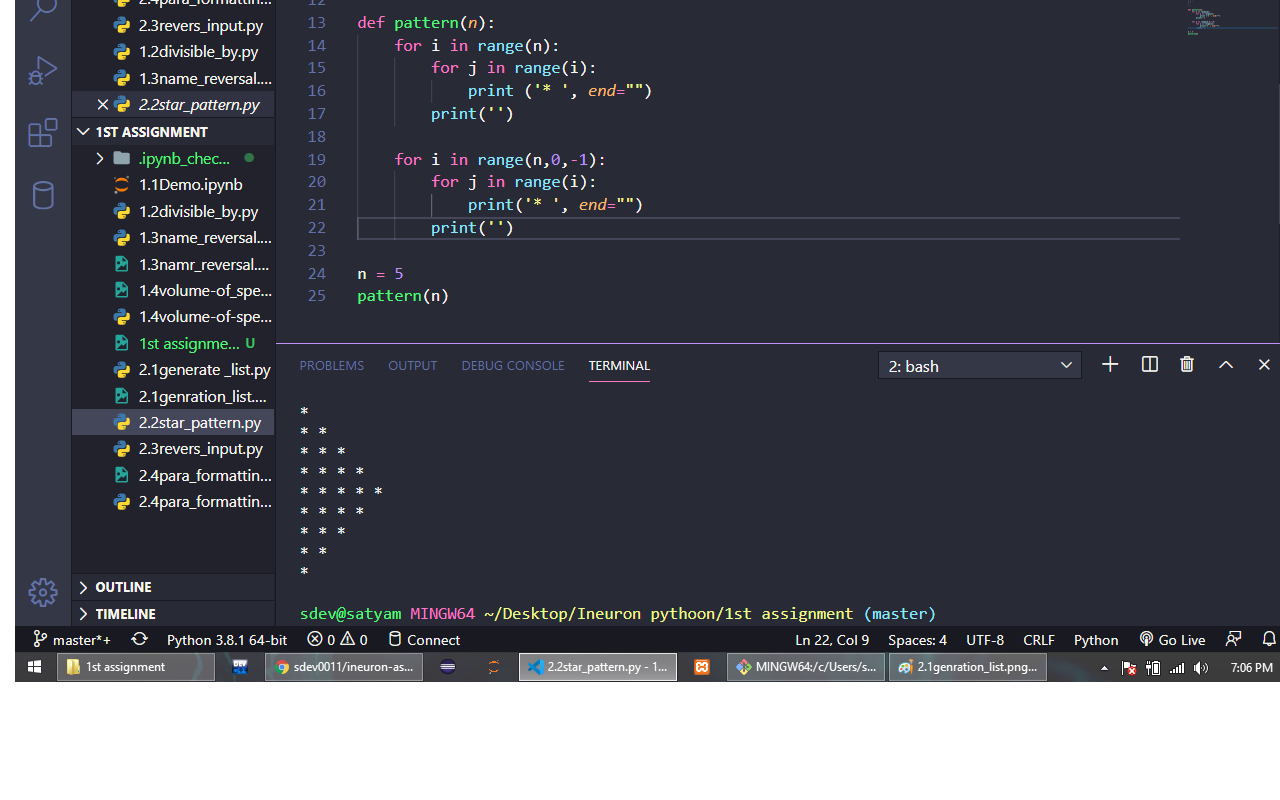 2.4para_formattin...
2.3revers_input.py
1.2divisible_by.py
1.3name_reversal....
2.2star_pattern.py
1ST ASSIGNMENT
.ipynb_chec...
1.1Demo.ipynb
1.2divisible_by.py
1.3name_reversal....
1.3namr_reversal....
1.4volume-of_spe...
1.4volume-of-spe...
1st assignme... U
2.1generate _list.py
2.1genration_list....
2.2star_pattern.py
2.3revers_input.py
2.4para_formattin...
2.4para_formattin...
OUTLINE
TIMELINE
12
13 def pattern(n):
14 for i in range(n):
15 for j in range(i):
16 print ('* ', end="")
17 print('')
18
19 for i in range(n,0,-1):
20 for j in range(i):
21 print('* ', end="")
22 print('')
23
24 n = 5
25 pattern(n)
PROBLEMS OUTPUT DEBUG CONSOLE TERMINAL 2: bash
*
* *
* * *
* * * *
* * * * *
* * * *
* * *
* *
*
sdev@satyam MINGW64 ~/Desktop/Ineuron pythoon/1st assignment (master)
master*+ Python 3.8.1 64-bit 0 0 Connect Ln 22, Col 9 Spaces: 4 UTF-8 CRLF Python Go Live
1st assignment DEV sdev0011/ineuron-as... 2.2star_pattern.py - 1... MINGW64:/c/Users/s... 2.1genration_list.png... 7:06 PM